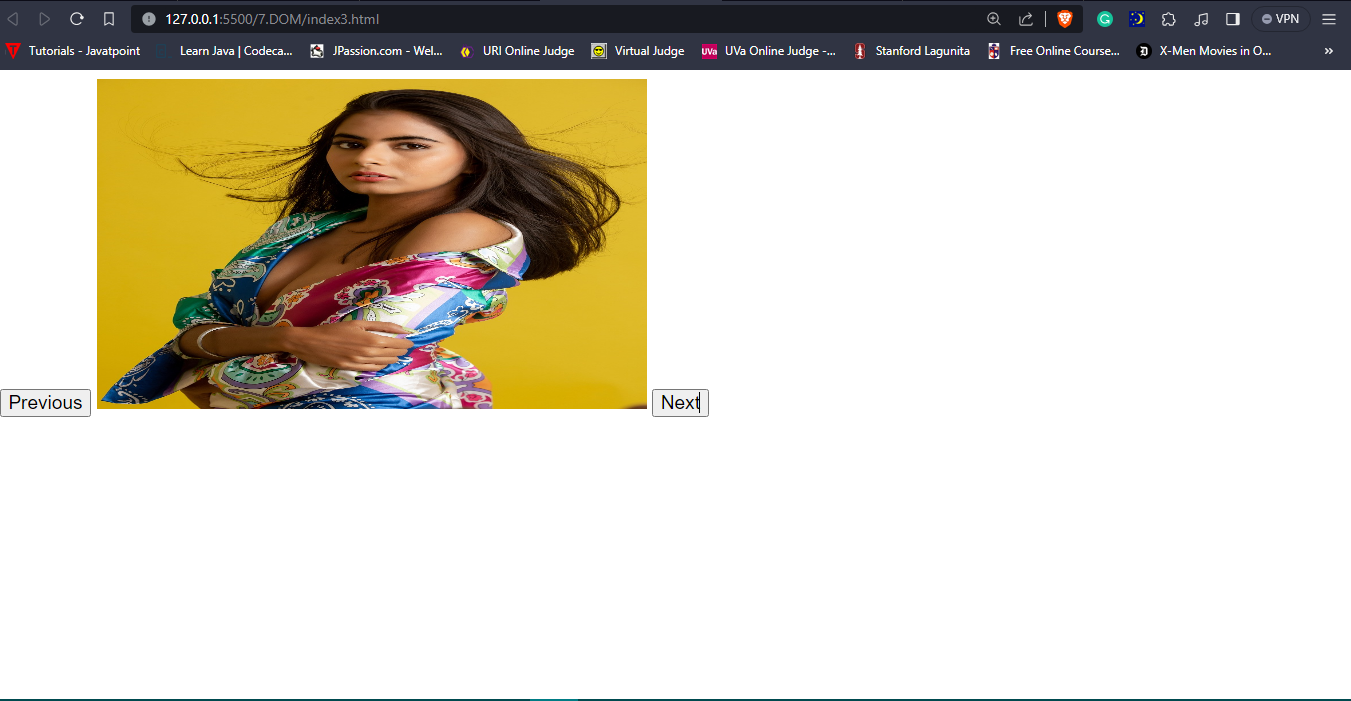 127.0.0.1:5500/7.DOM/index3.html VPN
Tutorials - Javatpoint Learn Java | Codeca... JPassion.com - Wel... URI Online Judge Virtual Judge UVa UVa Online Judge -... Stanford Lagunita Free Online Course... X-Men Movies in O... »
Previous Next